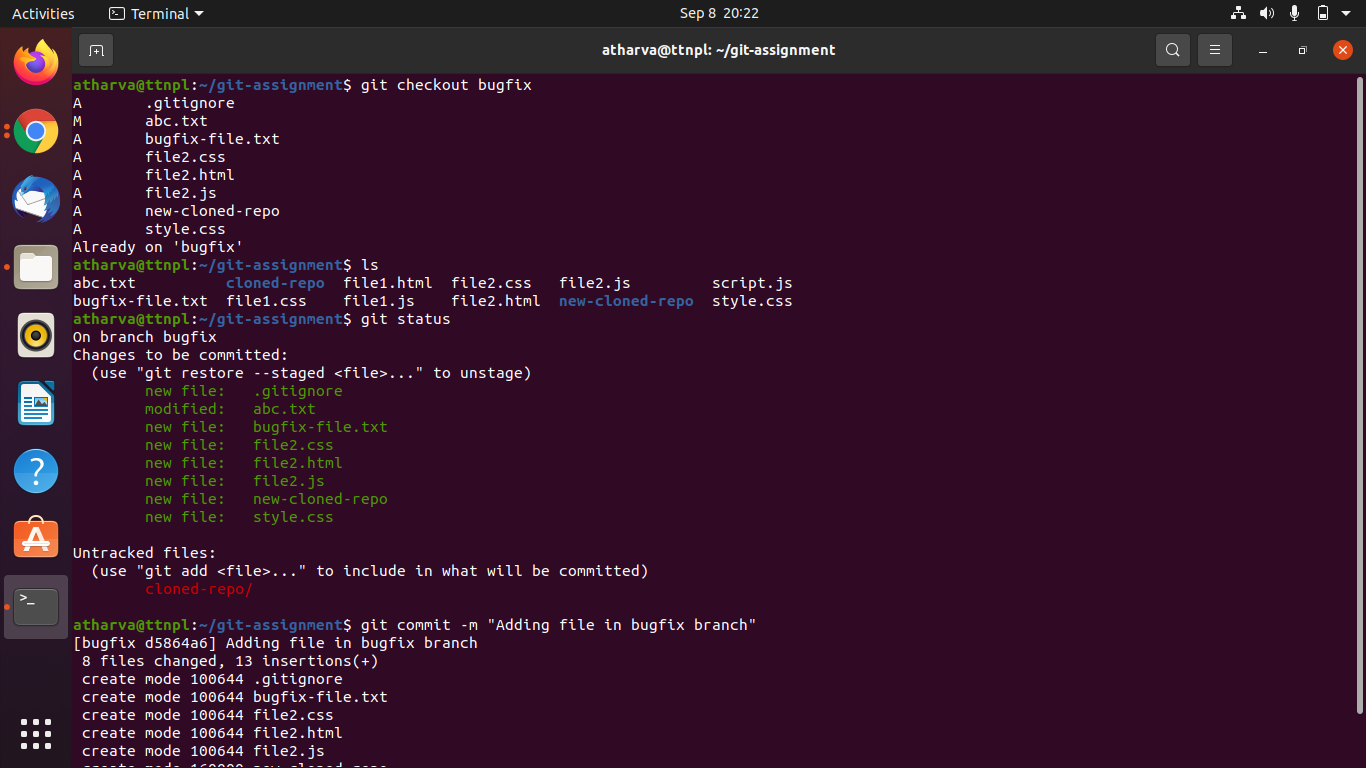 Activities Terminal Sep 8 20:22
atharva@ttnpl: ~/git-assignment
atharva@ttnpl:~/git-assignment$ git checkout bugfix
A .gitignore
M abc.txt
A bugfix-file.txt
A file2.css
A file2.html
A file2.js
A new-cloned-repo
A style.css
Already on 'bugfix'
atharva@ttnpl:~/git-assignment$ ls
abc.txt cloned-repo file1.html file2.css file2.js script.js
bugfix-file.txt file1.css file1.js file2.html new-cloned-repo style.css
atharva@ttnpl:~/git-assignment$ git status
On branch bugfix
Changes to be committed:
(use "git restore --staged <file>..." to unstage)
new file: .gitignore
modified: abc.txt
new file: bugfix-file.txt
new file: file2.css
new file: file2.html
new file: file2.js
new file: new-cloned-repo
new file: style.css
Untracked files:
(use "git add <file>..." to include in what will be committed)
cloned-repo/
atharva@ttnpl:~/git-assignment$ git commit -m "Adding file in bugfix branch"
[bugfix d5864a6] Adding file in bugfix branch
8 files changed, 13 insertions(+)
create mode 100644 .gitignore
create mode 100644 bugfix-file.txt
create mode 100644 file2.css
create mode 100644 file2.html
create mode 100644 file2.js
create mode 160000 new-cloned-repo